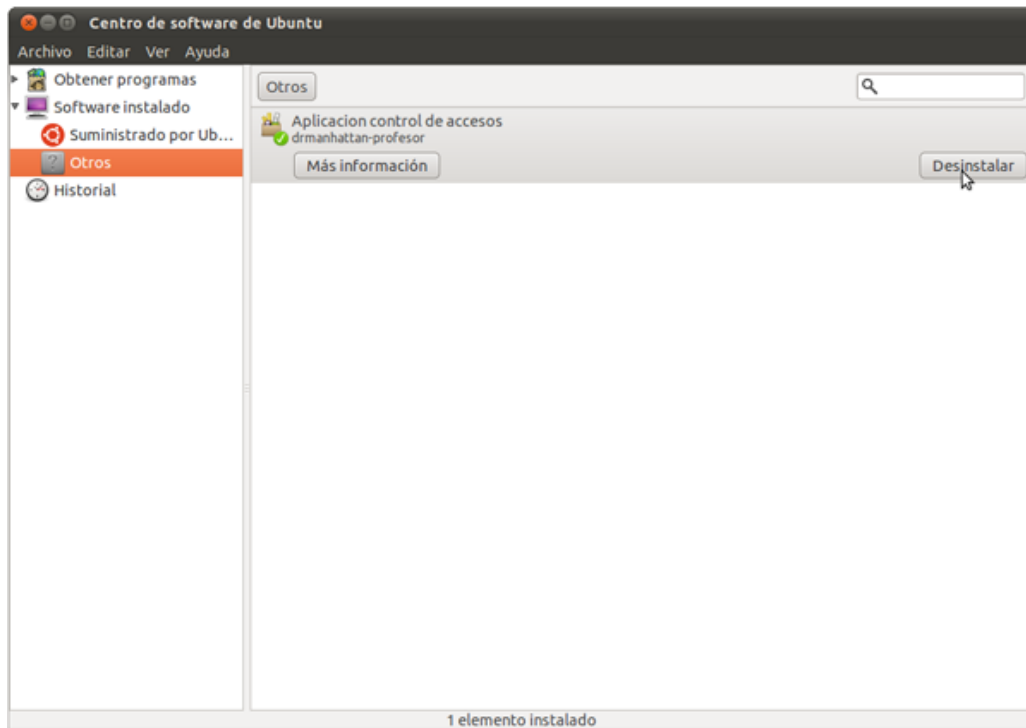 Centro de software de Ubuntu
Archivo Editar Ver Ayuda
Obtener programas
Software instalado
Suministrado por Ub...
Otros
Historial
Otros
Aplicacion control de accesos
drmanhattan-profesor
Más información
Desinstalar
1 elemento instalado